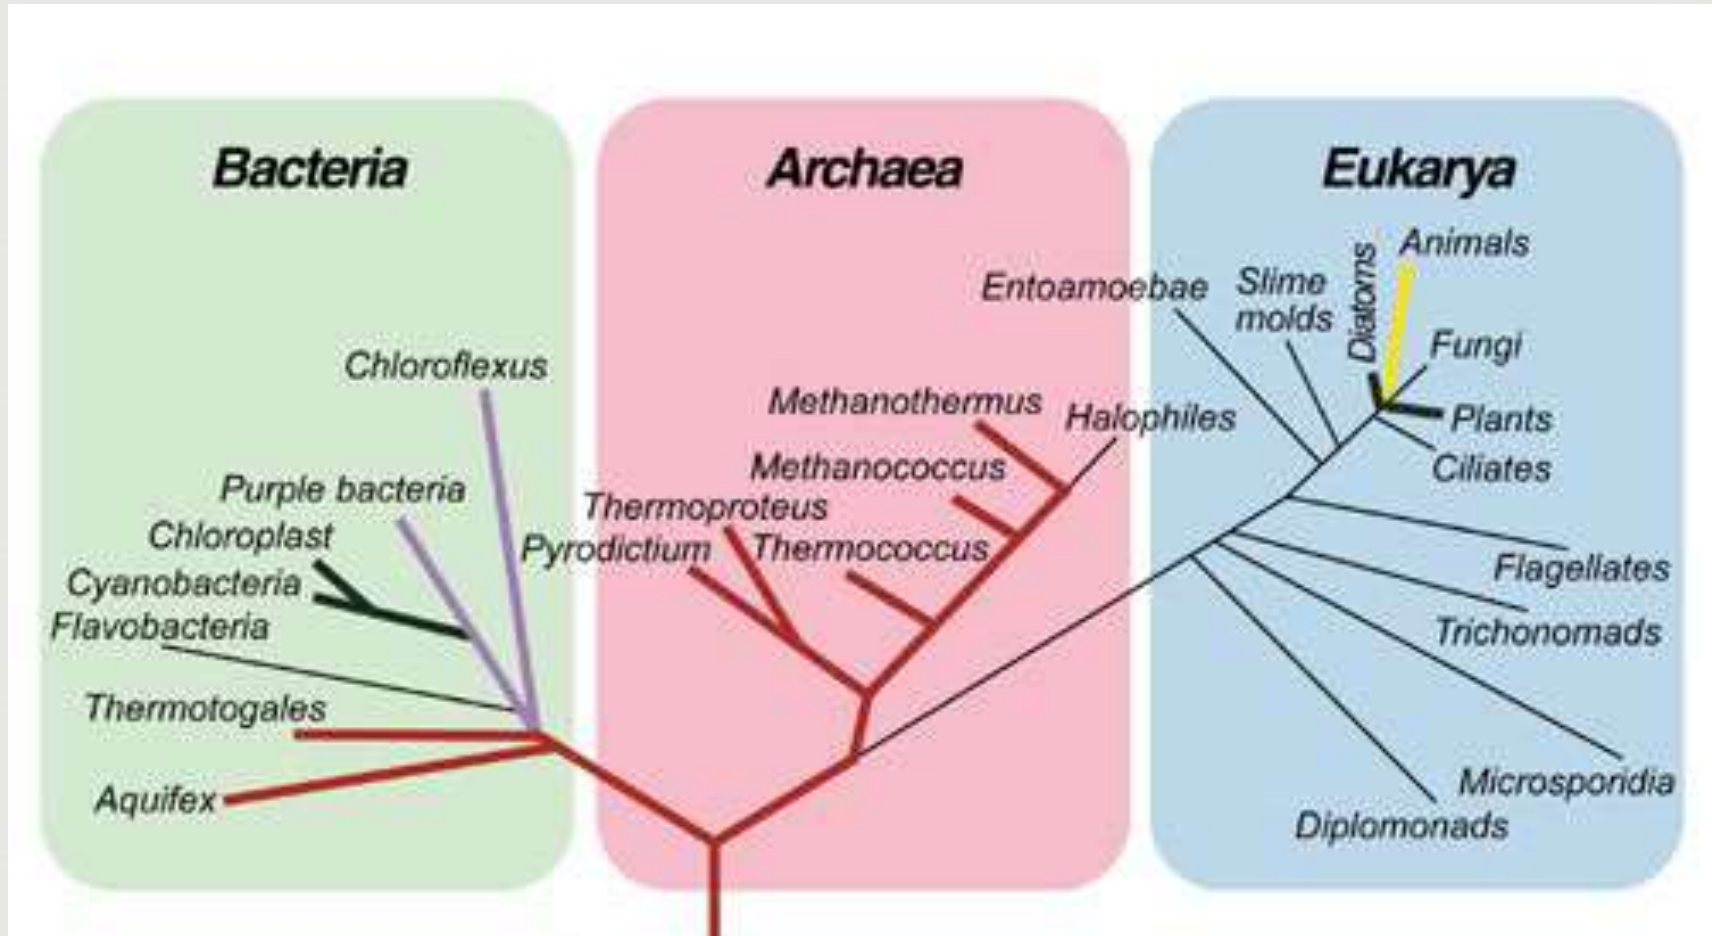 Bacteria
Archaea
Eukarya
Chloroflexus
Purple bacteria
Chloroplast
Cyanobacteria
Flavobacteria
Thermotogales
Aquifex
Methanothermus
Halophiles
Methanococcus
Thermoproteus
Pyrodictium
Thermococcus
Entoamoebae
Slime
molds
Diatoms
Animals
Fungi
Plants
Ciliates
Flagellates
Trichonomads
Microsporidia
Diplomonads